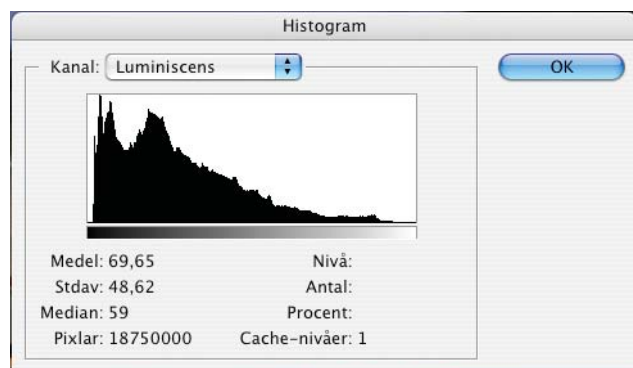 Histogram
Kanal: Luminiscens
OK
Medel: 69,65
Nivå:
Stdav: 48,62
Antal:
Median: 59
Procent:
Pixlar: 18750000
Cache-nivåer: 1